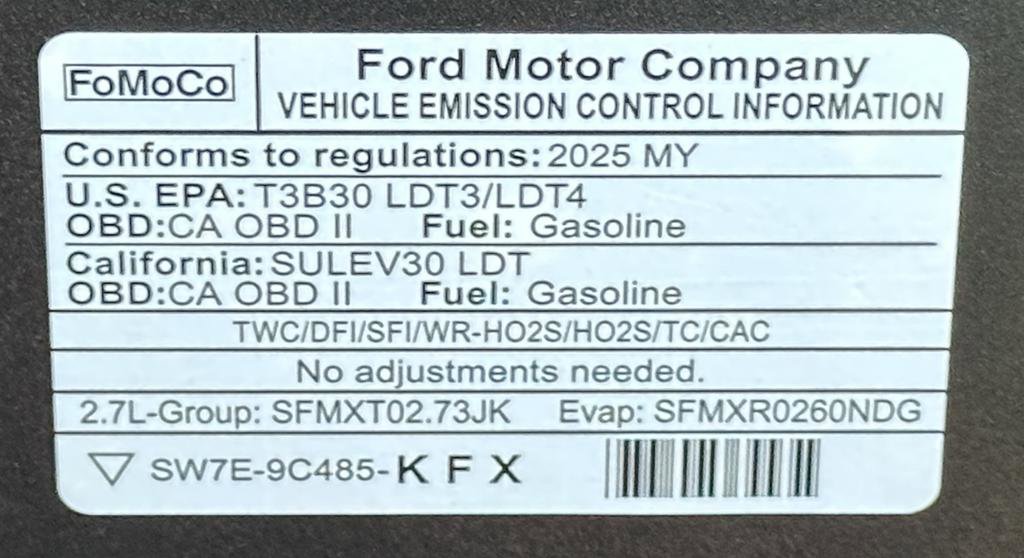 FoMoCo
Ford Motor Company
VEHICLE EMISSION CONTROL INFORMATION
Conforms to regulations: 2025 MY
U.S. EPA: T3B30 LDT3/LDT4
OBD:CA OBD II Fuel: Gasoline
California: SULEV30 LDT
OBD:CA OBD II Fuel: Gasoline
TWC/DFI/SFI/WR-HO2S/HO2S/TC/CAC
No adjustments needed.
2.7L-Group: SFMXT02.73JK Evap: SFMXR0260NDG
SW7E-9C485-K F X